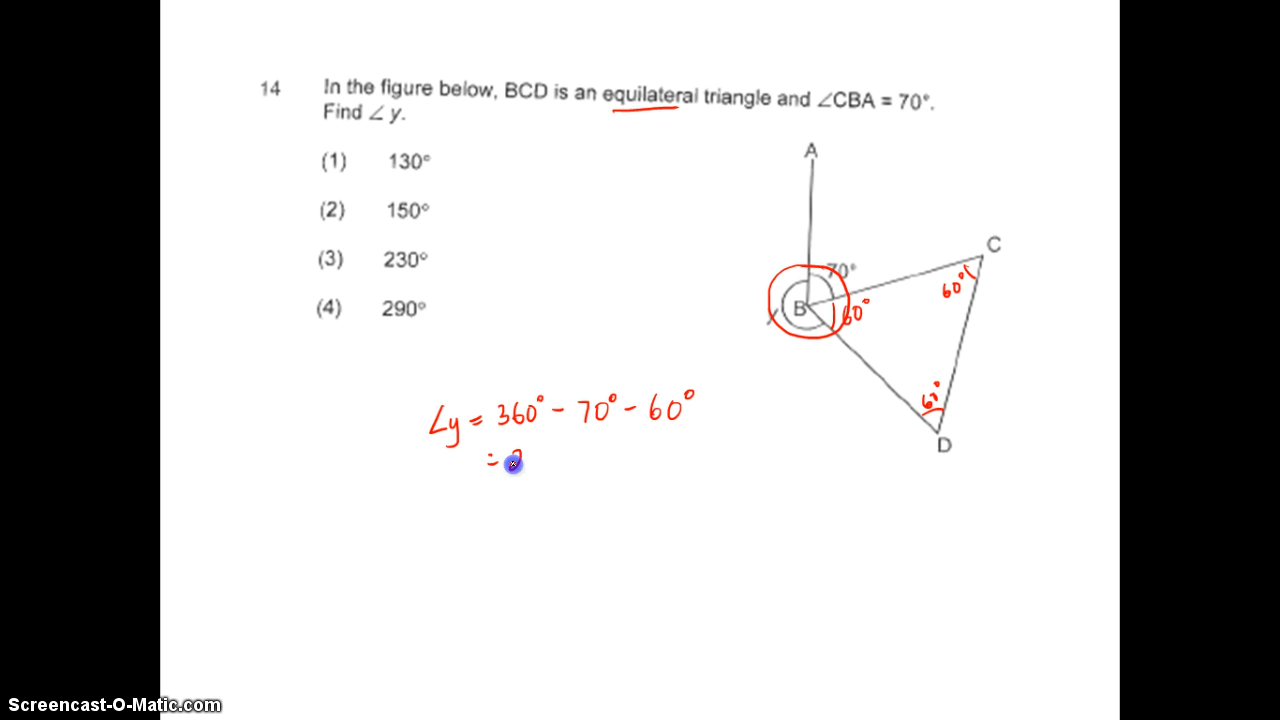 14 In the figure below, BCD is an equilateral triangle and ∠CBA = 70°.
Find ∠ y.
(1) 130°
(2) 150°
(3) 230°
(4) 290°
A
70°
C
60°
B
60°
y
60°
D
∠y = 360° - 70° - 60°
=
Screencast-O-Matic.com